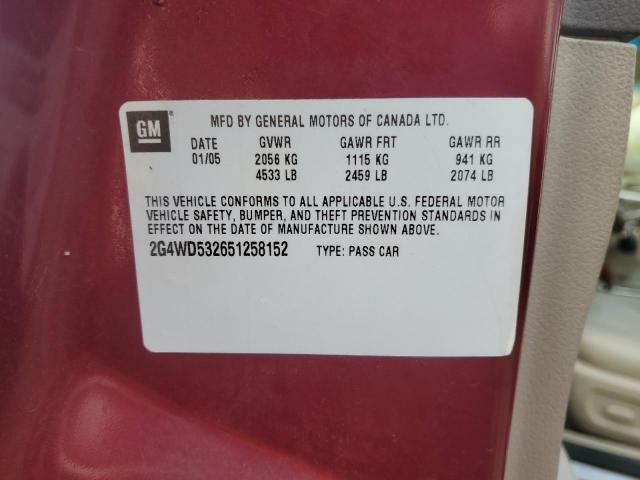 GM ® MFD BY GENERAL MOTORS OF CANADA LTD.
DATE GVWR GAWR FRT GAWR RR
01/05 2056 KG 1115 KG 941 KG
4533 LB 2459 LB 2074 LB
THIS VEHICLE CONFORMS TO ALL APPLICABLE U.S. FEDERAL MOTOR
VEHICLE SAFETY, BUMPER, AND THEFT PREVENTION STANDARDS IN
EFFECT ON THE DATE OF MANUFACTURE SHOWN ABOVE.
2G4WD532651258152 TYPE: PASS CAR